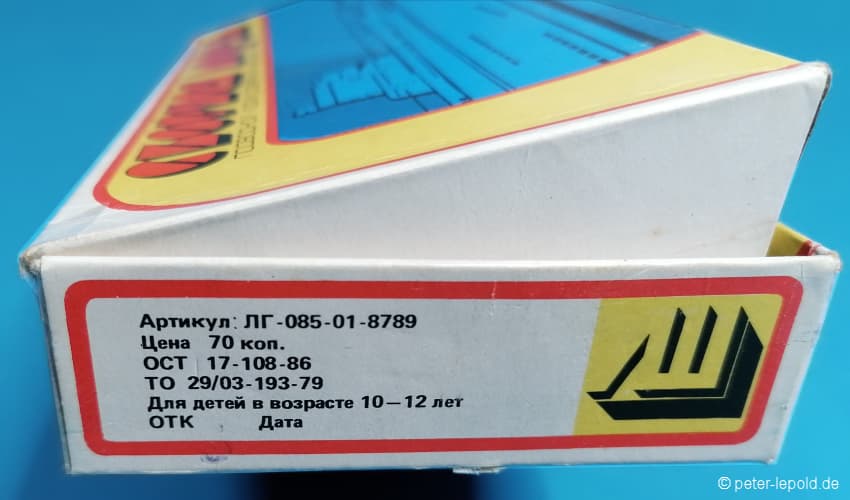 Артикул: ЛГ-085-01-8789
Цена 70 коп.
ОСТ 17-108-86
ТО 29/03-193-79
Для детей в возрасте 10—12 лет
ОТК Дата
© peter-lepold.de